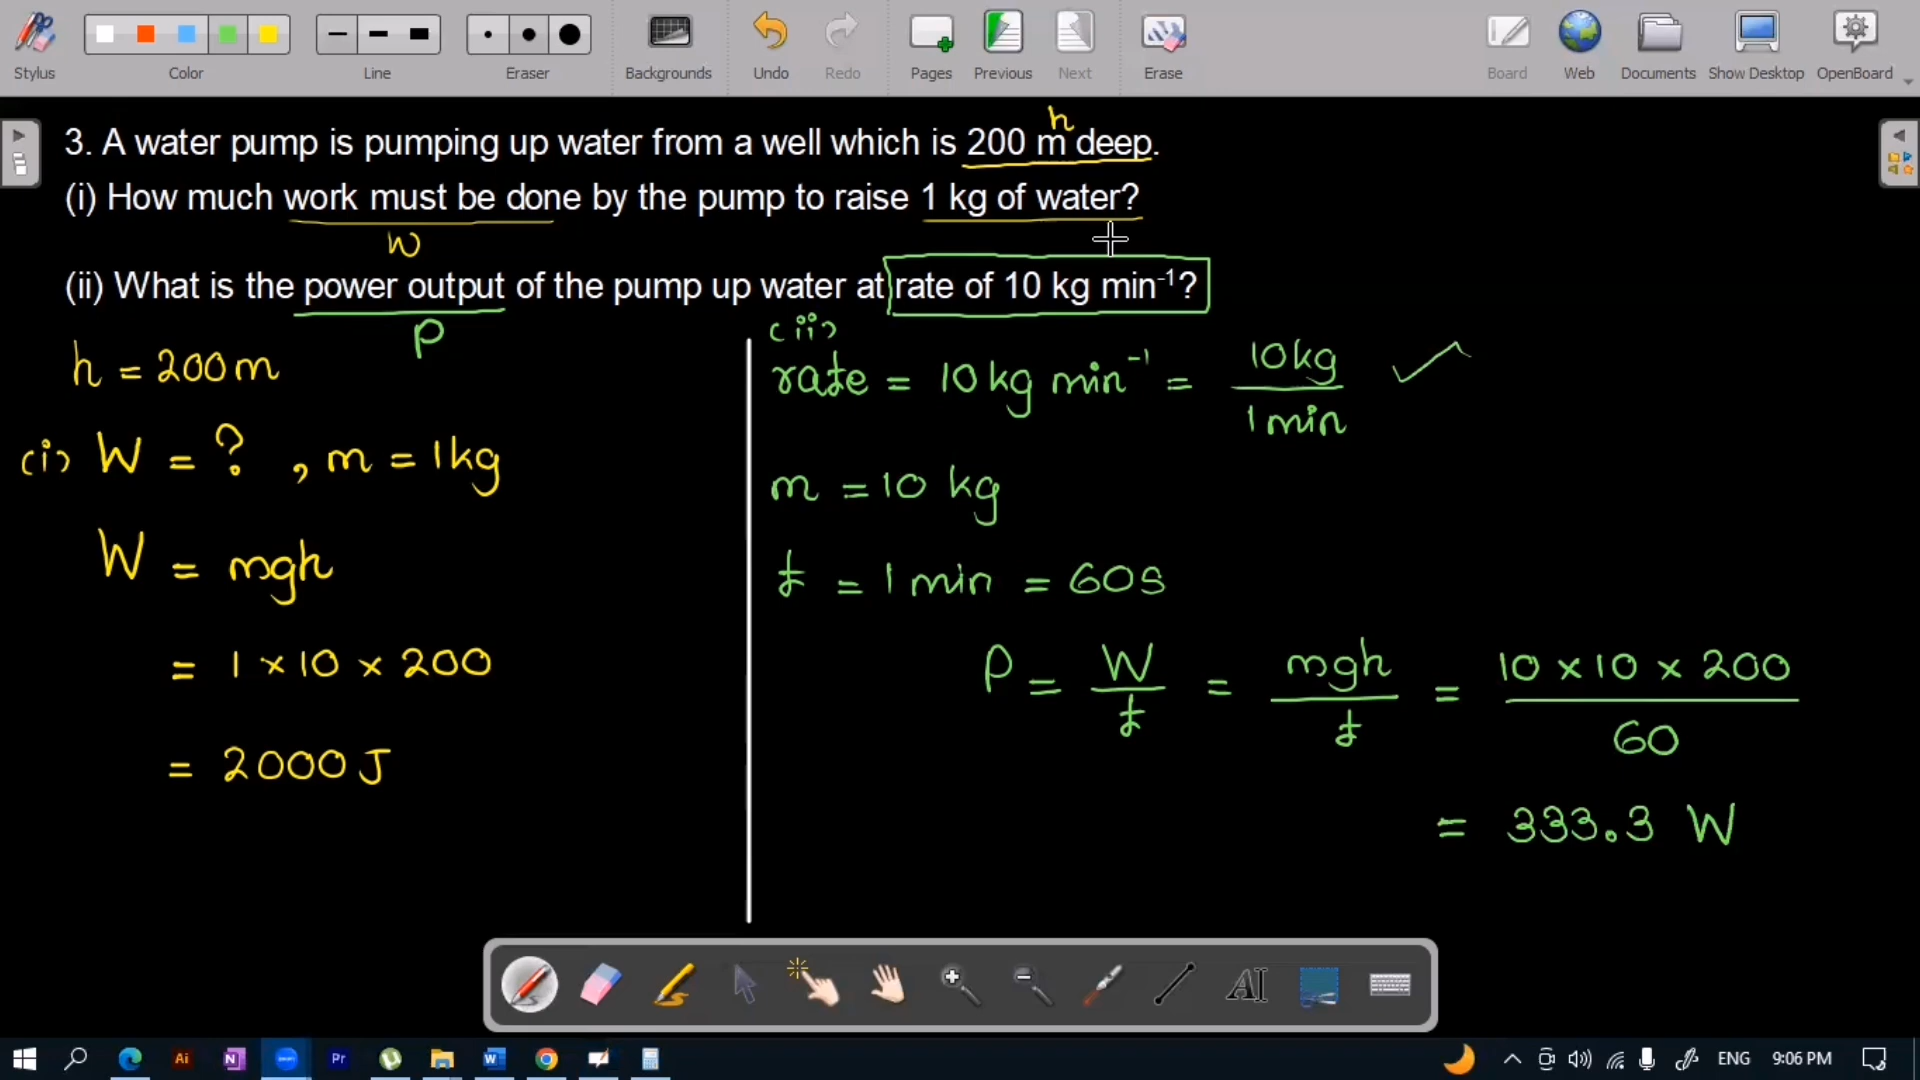 Stylus
Color
Line
Eraser
Backgrounds
Undo
Redo
Pages
Previous
Next
Erase
Board
Web
Documents
Show Desktop
OpenBoard
h
3. A water pump is pumping up water from a well which is 200 m deep.
(i) How much work must be done by the pump to raise 1 kg of water?
W
(ii) What is the power output of the pump up water at rate of 10 kg min⁻¹?
P
h = 200m
(i) W = ? , m = 1kg
W = mgh
= 1 × 10 × 200
= 2000 J
(ii)
rate = 10 kg min⁻¹ = 10kg / 1 min
m = 10 kg
t = 1 min = 60s
P = W / t = mgh / t = 10 × 10 × 200 / 60
= 333.3 W
AI
Ai
N
Pr
W
ENG
9:06 PM